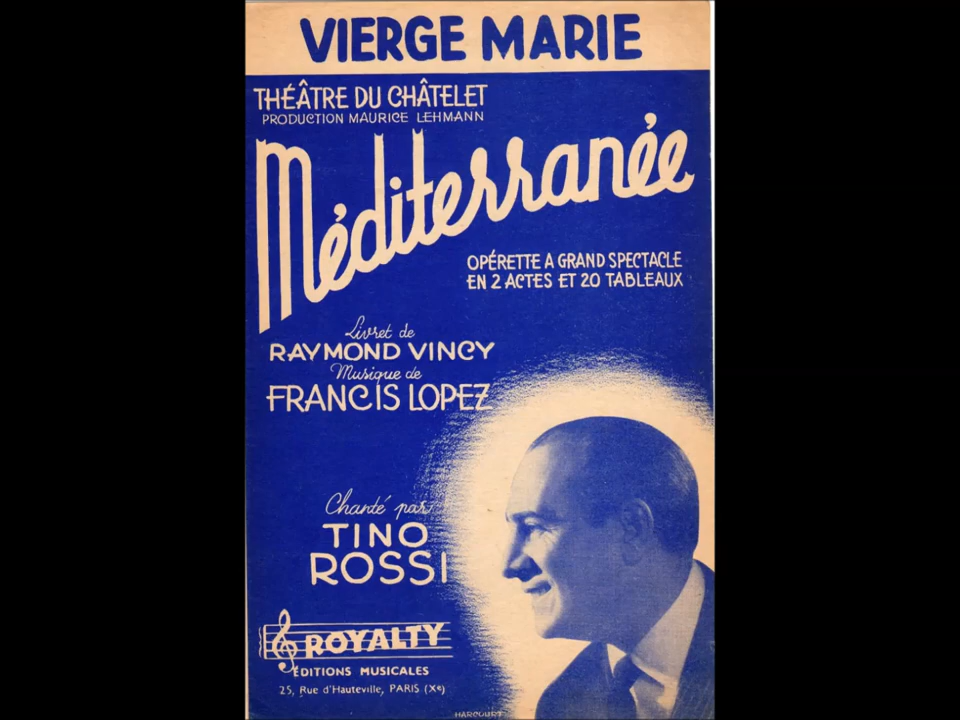 VIERGE MARIE
THÉÂTRE DU CHÂTELET
PRODUCTION MAURICE LEHMANN
Méditerranée
OPÉRETTE A GRAND SPECTACLE
EN 2 ACTES ET 20 TABLEAUX
Livret de
RAYMOND VINCY
Musique de
FRANCIS LOPEZ
Chanté par
TINO
ROSSI
ROYALTY
ÉDITIONS MUSICALES
25, Rue d'Hauteville, PARIS (Xe)
HARCOURT